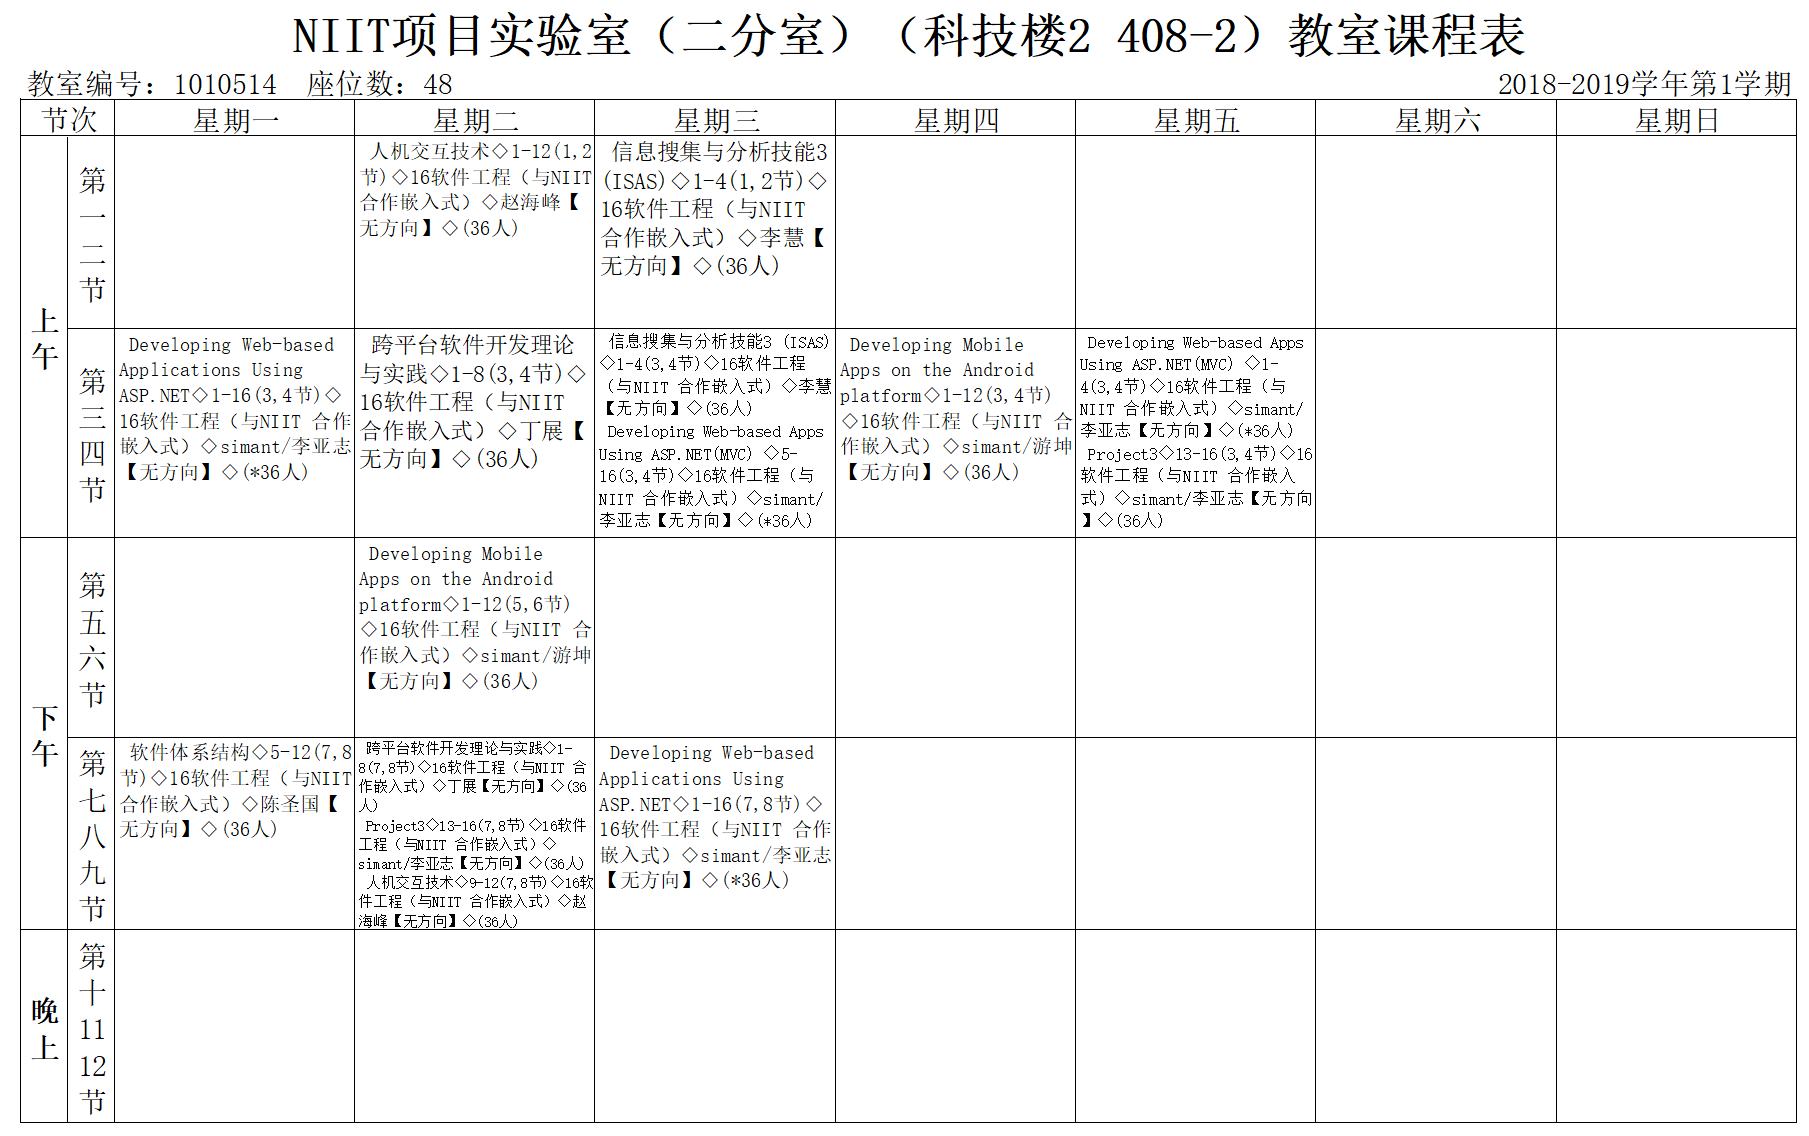 NIIT项目实验室（二分室）（科技楼2 408-2）教室课程表
教室编号：1010514 座位数：48
2018-2019学年第1学期
节次 星期一 星期二 星期三 星期四 星期五 星期六 星期日
上午
第一二节
人机交互技术◇1-12(1,2
节)◇16软件工程（与NIIT
合作嵌入式）◇赵海峰【
无方向】◇(36人)
信息搜集与分析技能3
(ISAS)◇1-4(1,2节)◇
16软件工程（与NIIT
合作嵌入式）◇李慧【
无方向】◇(36人)
第三四节
Developing Web-based
Applications Using
ASP.NET◇1-16(3,4节)◇
16软件工程（与NIIT 合作
嵌入式）◇simant/李亚志
【无方向】◇(*36人)
跨平台软件开发理论
与实践◇1-8(3,4节)◇
16软件工程（与NIIT
合作嵌入式）◇丁展【
无方向】◇(36人)
信息搜集与分析技能3 (ISAS)
◇1-4(3,4节)◇16软件工程
（与NIIT 合作嵌入式）◇李慧
【无方向】◇(36人)
Developing Web-based Apps
Using ASP.NET(MVC) ◇5-
16(3,4节)◇16软件工程（与
NIIT 合作嵌入式）◇simant/
李亚志【无方向】◇(*36人)
Developing Mobile
Apps on the Android
platform◇1-12(3,4节)
◇16软件工程（与NIIT 合
作嵌入式）◇simant/游坤
【无方向】◇(36人)
Developing Web-based Apps
Using ASP.NET(MVC) ◇1-
4(3,4节)◇16软件工程（与
NIIT 合作嵌入式）◇simant/
李亚志【无方向】◇(*36人)
Project3◇13-16(3,4节)◇16
软件工程（与NIIT 合作嵌入
式）◇simant/李亚志【无方向
】◇(36人)
下午
第五六节
Developing Mobile
Apps on the Android
platform◇1-12(5,6节)
◇16软件工程（与NIIT 合
作嵌入式）◇simant/游坤
【无方向】◇(36人)
第七八九节
软件体系结构◇5-12(7,8
节)◇16软件工程（与NIIT
合作嵌入式）◇陈圣国【
无方向】◇(36人)
跨平台软件开发理论与实践◇1-
8(7,8节)◇16软件工程（与NIIT 合
作嵌入式）◇丁展【无方向】◇(36
人)
Project3◇13-16(7,8节)◇16软件
工程（与NIIT 合作嵌入式）◇
simant/李亚志【无方向】◇(36人)
人机交互技术◇9-12(7,8节)◇16软
件工程（与NIIT 合作嵌入式）◇赵
海峰【无方向】◇(36人)
Developing Web-based
Applications Using
ASP.NET◇1-16(7,8节)◇
16软件工程（与NIIT 合作
嵌入式）◇simant/李亚志
【无方向】◇(*36人)
晚上
第十1112节